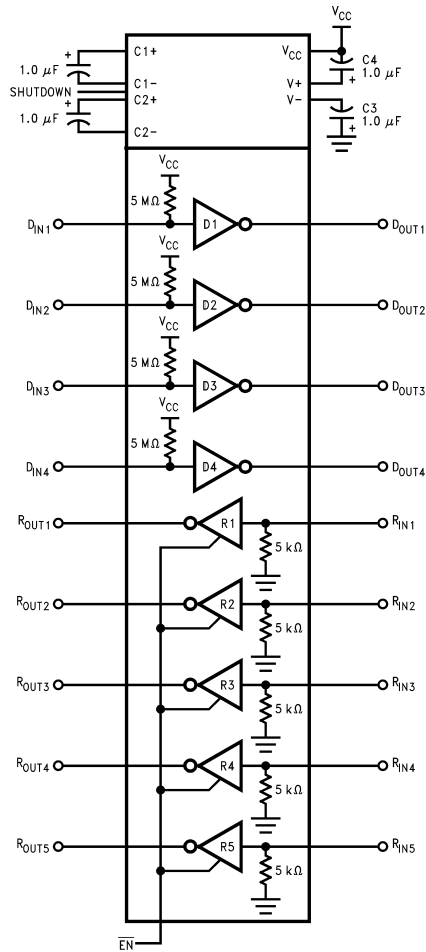 V_CC
C1+
V_CC
C4
1.0 μF
+
1.0 μF
+
C1-
V+
+
SHUTDOWN
C2+
V-
C3
1.0 μF
+
1.0 μF
+
C2-
V_CC
5 MΩ
D_IN1
D1
D_OUT1
V_CC
5 MΩ
D_IN2
D2
D_OUT2
V_CC
5 MΩ
D_IN3
D3
D_OUT3
V_CC
5 MΩ
D_IN4
D4
D_OUT4
R_OUT1
R1
R_IN1
5 kΩ
R_OUT2
R2
R_IN2
5 kΩ
R_OUT3
R3
R_IN3
5 kΩ
R_OUT4
R4
R_IN4
5 kΩ
R_OUT5
R5
R_IN5
5 kΩ
E̅N̅